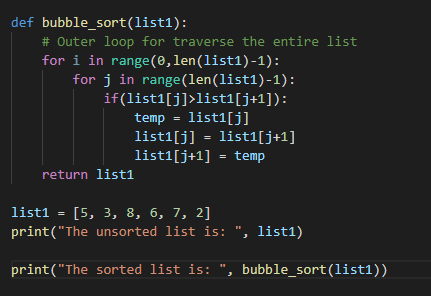 def bubble_sort(list1):
    # Outer loop for traverse the entire list
    for i in range(0,len(list1)-1):
        for j in range(len(list1)-1):
            if(list1[j]>list1[j+1]):
                temp = list1[j]
                list1[j] = list1[j+1]
                list1[j+1] = temp
    return list1
list1 = [5, 3, 8, 6, 7, 2]
print("The unsorted list is: ", list1)
print("The sorted list is: ", bubble_sort(list1))